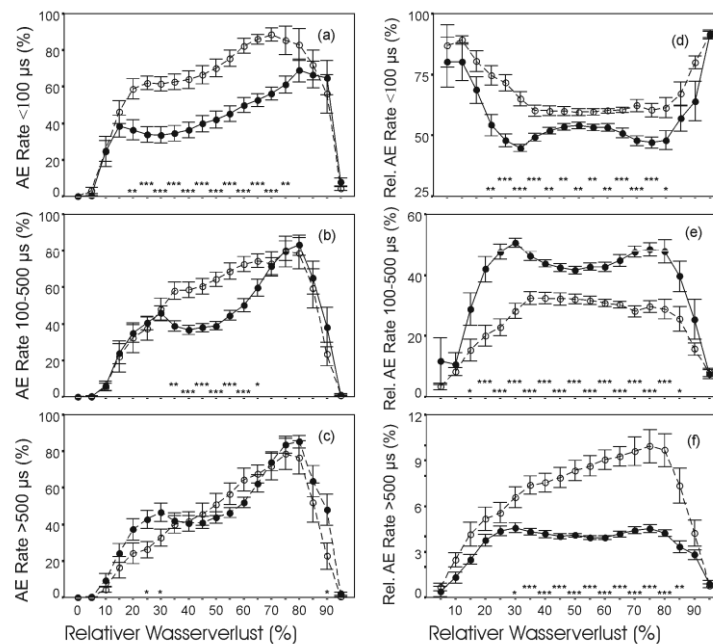 (a)
AE Rate <100 µs (%)
100
80
60
40
20
0
** *** *** *** ** *** ** *** *** *** *** **
(b)
AE Rate 100-500 µs (%)
100
80
60
40
20
0
** *** *** *** *** *** *
(c)
AE Rate >500 µs (%)
100
80
60
40
20
0
* * *
0 10 20 30 40 50 60 70 80 90
Relativer Wasserverlust (%)
(d)
Rel. AE Rate <100 µs (%)
100
75
50
25
** *** *** *** ** ** ** ** ** *** *** *** *
(e)
Rel. AE Rate 100-500 µs (%)
60
40
20
0
* *** *** *** *** *** *** *** *** *** *** *** *** *** *
(f)
Rel. AE Rate >500 µs (%)
12
9
6
3
0
* *** *** *** *** *** *** *** *** *** *** **
10 20 30 40 50 60 70 80 90
Relativer Wasserverlust (%)